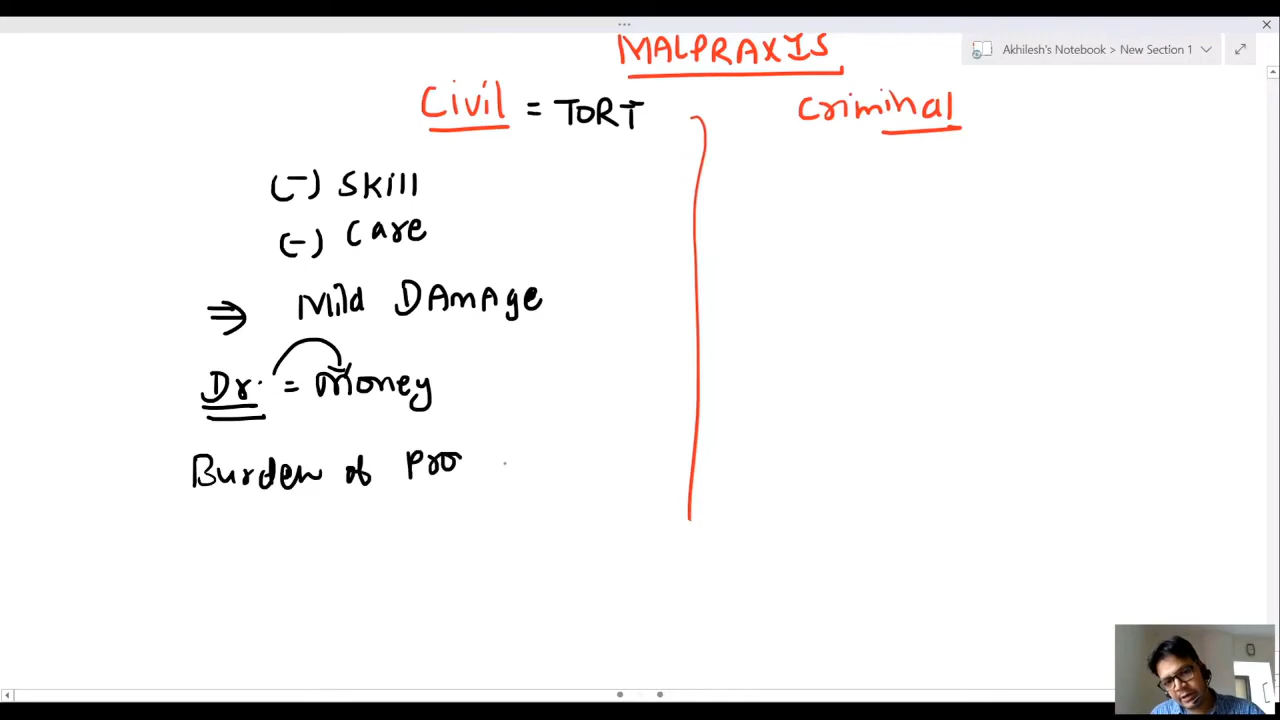 MALPRAXIS
Akhilesh's Notebook > New Section 1
Civil = TORT
Criminal
(-) Skill
(-) Care
⇒ Mild DAmAge
Dr. = Money
Burden of Pro